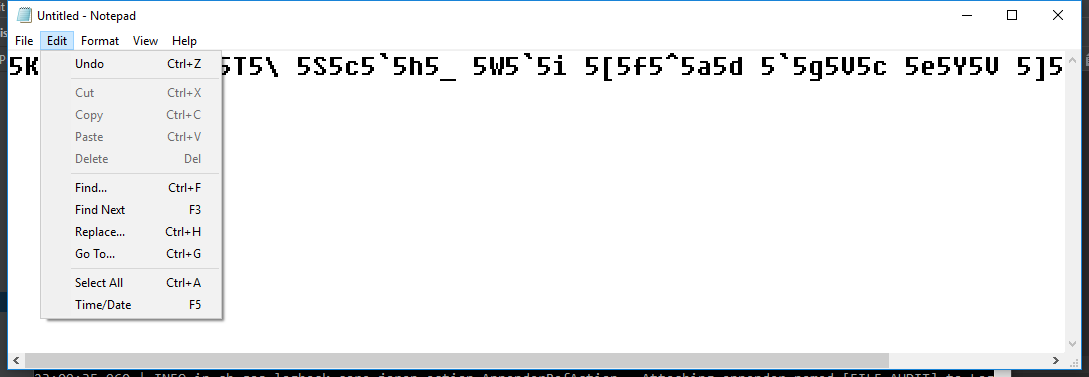 Untitled - Notepad
File Edit Format View Help
5K 5T5\ 5S5c5`5h5_ 5W5`5i 5[5f5^5a5d 5`5g5V5c 5e5Y5V 5]5
Undo Ctrl+Z
Cut Ctrl+X
Copy Ctrl+C
Paste Ctrl+V
Delete Del
Find... Ctrl+F
Find Next F3
Replace... Ctrl+H
Go To... Ctrl+G
Select All Ctrl+A
Time/Date F5